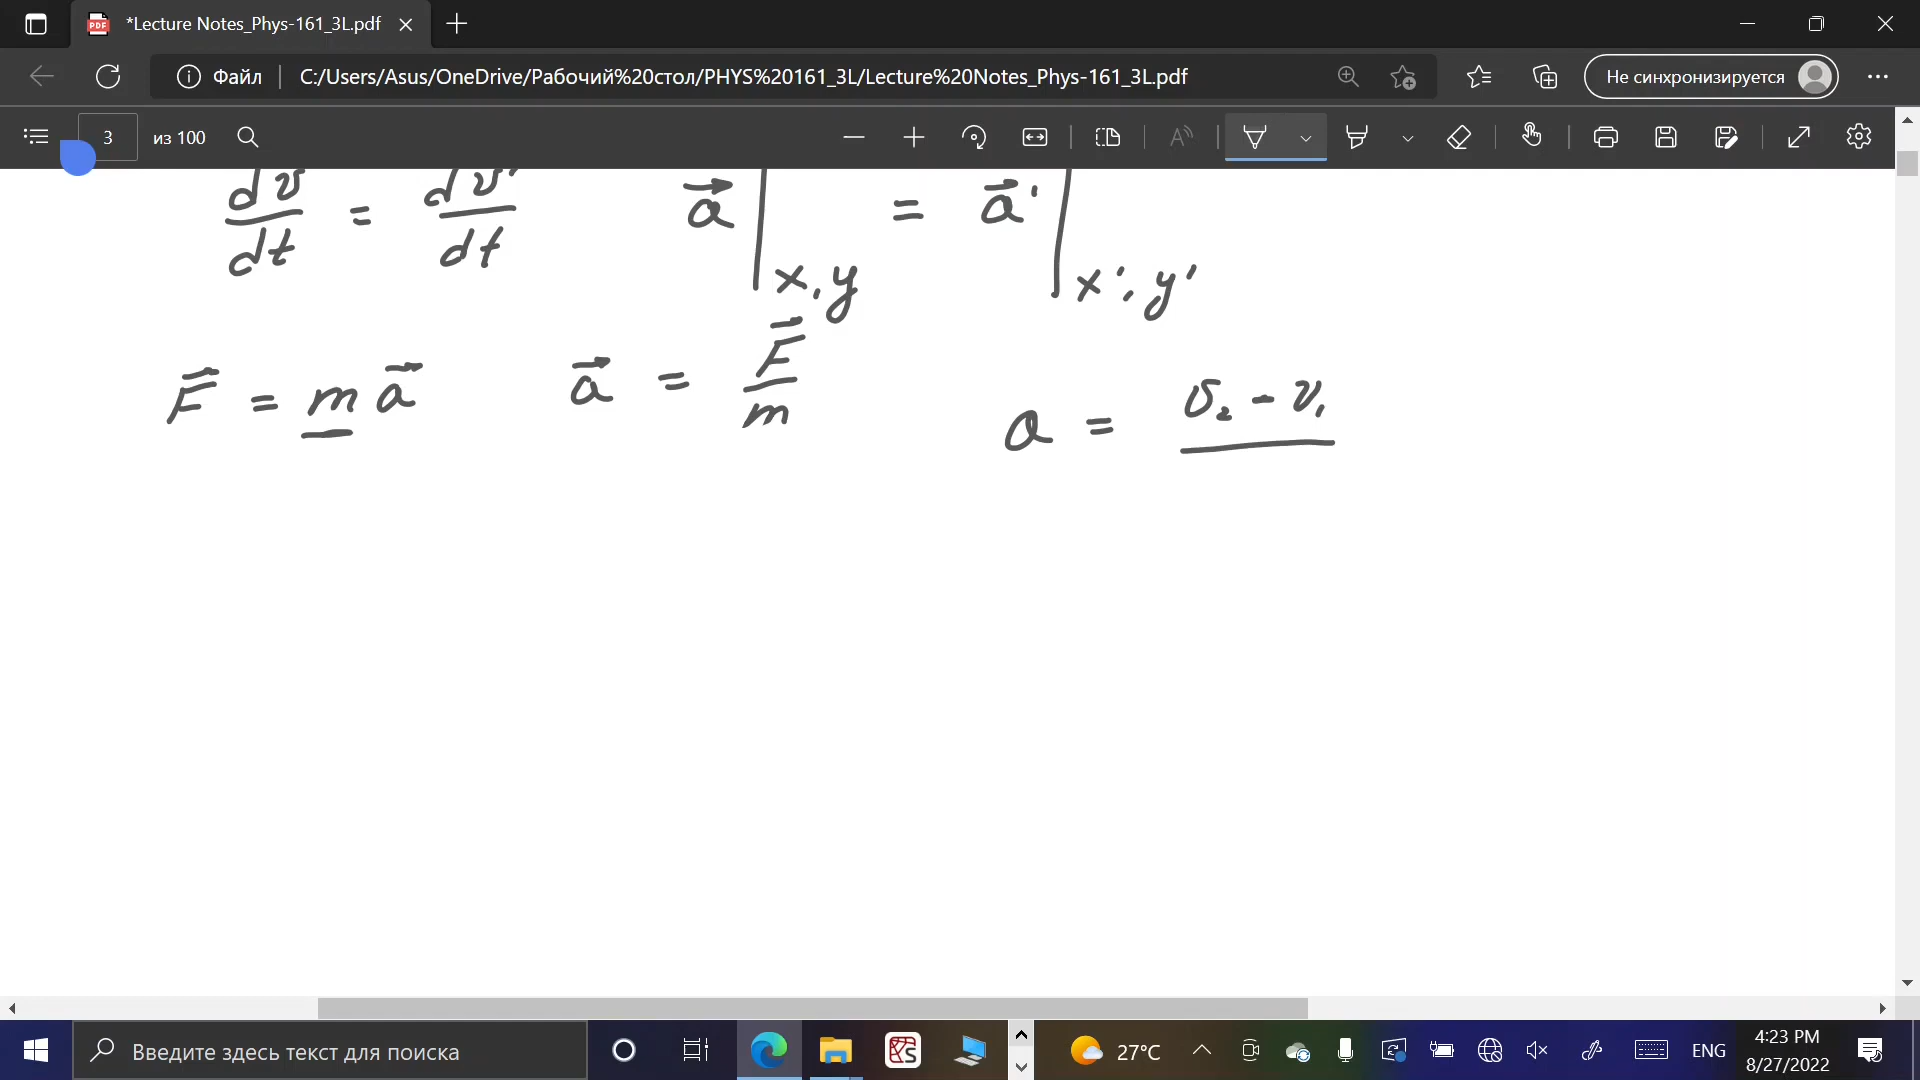 *Lecture Notes_Phys-161_3L.pdf
Файл C:/Users/Asus/OneDrive/Рабочий%20стол/PHYS%20161_3L/Lecture%20Notes_Phys-161_3L.pdf Не синхронизируется
3 из 100
dv/dt = dv'/dt a⃗|x,y = a⃗'|x',y'
F⃗ = ma⃗ a⃗ = F⃗/m a = v₂ - v₁
Введите здесь текст для поиска 27°C ENG 4:23 PM
8/27/2022